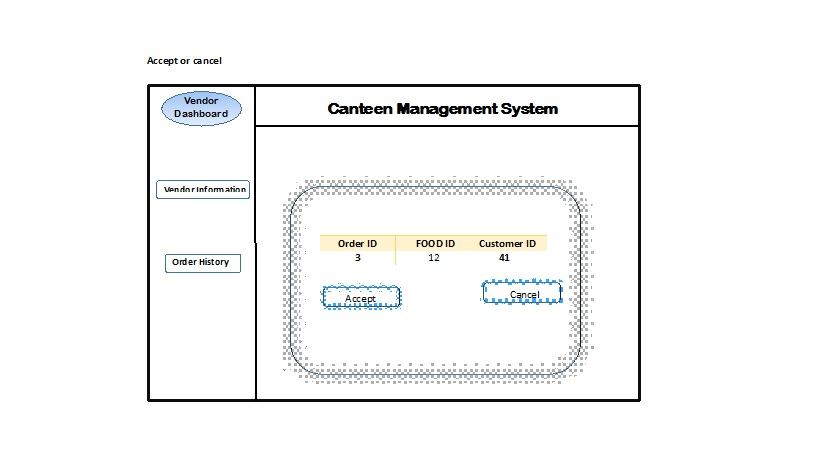 Accept or cancel
Vendor
Dashboard
Canteen Management System
Vendor Information
Order History
Order ID FOOD ID Customer ID
3 12 41
Accept Cancel